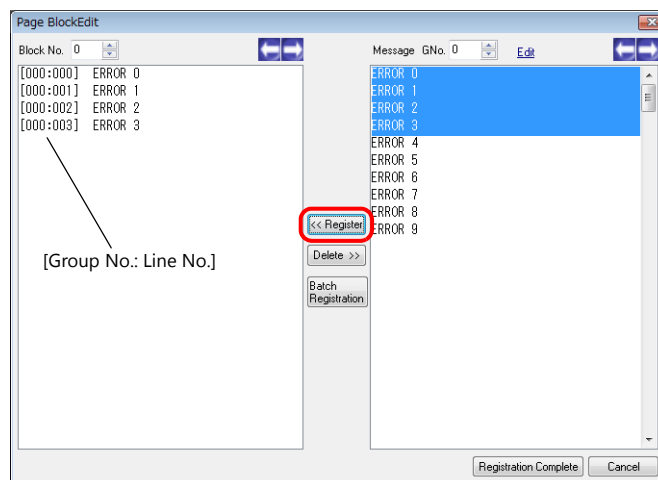 Page BlockEdit
Block No. 0
Message GNo. 0 Edit
[000:000] ERROR 0
[000:001] ERROR 1
[000:002] ERROR 2
[000:003] ERROR 3
[Group No.: Line No.]
<< Register
Delete >>
Batch
Registration
ERROR 0
ERROR 1
ERROR 2
ERROR 3
ERROR 4
ERROR 5
ERROR 6
ERROR 7
ERROR 8
ERROR 9
Registration Complete
Cancel